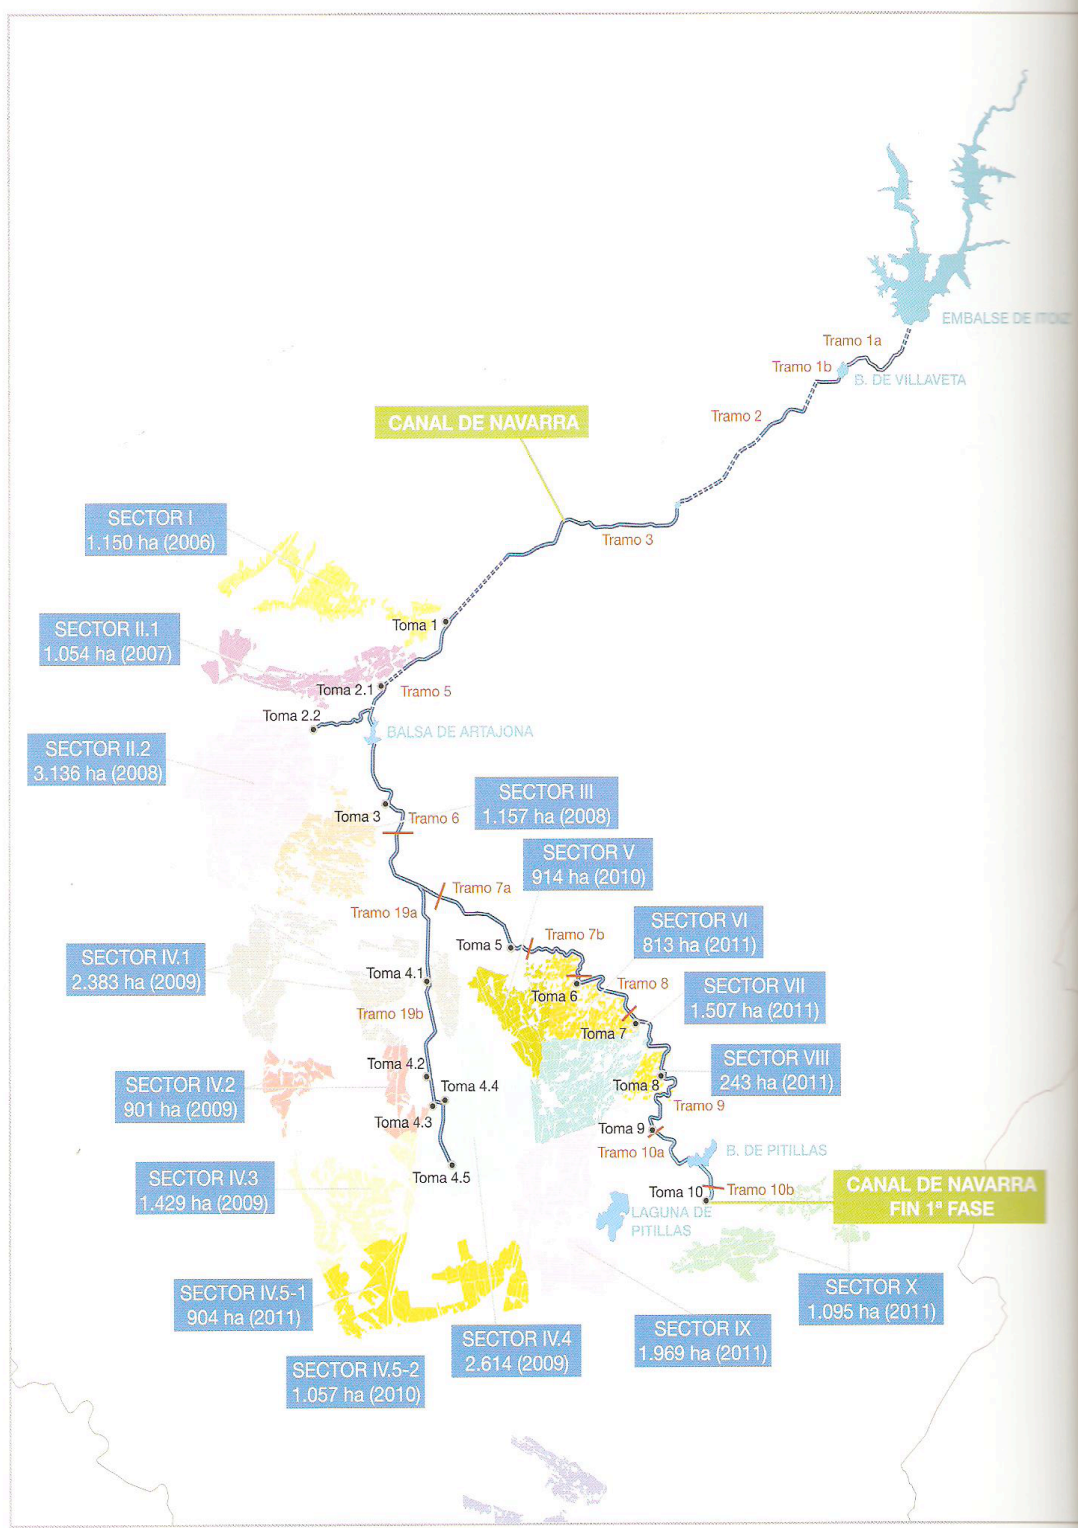 EMBALSE DE ITOIZ
Tramo 1a
Tramo 1b
B. DE VILLAVETA
Tramo 2
CANAL DE NAVARRA
Tramo 3
SECTOR I
1.150 ha (2006)
Toma 1
SECTOR II.1
1.054 ha (2007)
Toma 2.1
Tramo 5
Toma 2.2
BALSA DE ARTAJONA
SECTOR II.2
3.136 ha (2008)
SECTOR III
1.157 ha (2008)
Toma 3
Tramo 6
SECTOR V
914 ha (2010)
Tramo 7a
Tramo 19a
SECTOR VI
813 ha (2011)
Toma 5
Tramo 7b
SECTOR IV.1
2.383 ha (2009)
Toma 4.1
Toma 6
Tramo 8
SECTOR VII
1.507 ha (2011)
Tramo 19b
Toma 7
Toma 4.2
SECTOR VIII
243 ha (2011)
SECTOR IV.2
901 ha (2009)
Toma 4.4
Toma 8
Toma 4.3
Tramo 9
Toma 9
Tramo 10a
B. DE PITILLAS
SECTOR IV.3
1.429 ha (2009)
Toma 4.5
Toma 10
Tramo 10b
CANAL DE NAVARRA
FIN 1ª FASE
LAGUNA DE
PITILLAS
SECTOR IV.5-1
904 ha (2011)
SECTOR X
1.095 ha (2011)
SECTOR IV.4
2.614 (2009)
SECTOR IX
1.969 ha (2011)
SECTOR IV.5-2
1.057 ha (2010)